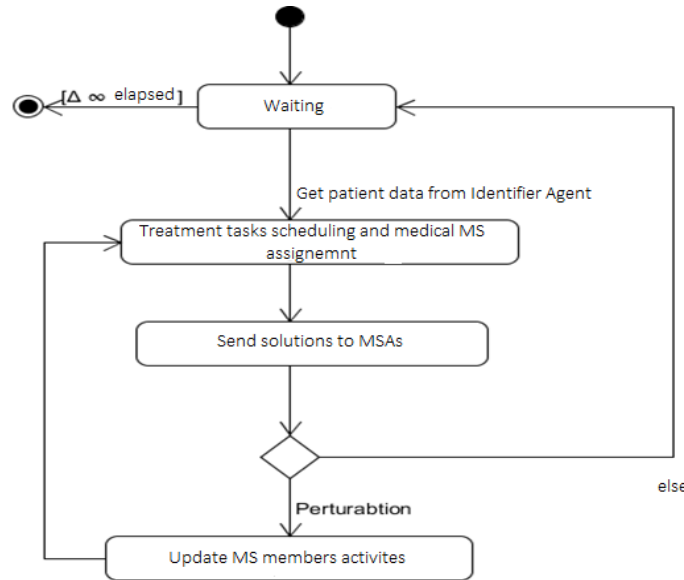 [Δ ∞ elapsed]
Waiting
Get patient data from Identifier Agent
Treatment tasks scheduling and medical MS
assignemnt
Send solutions to MSAs
else
Perturabtion
Update MS members activites